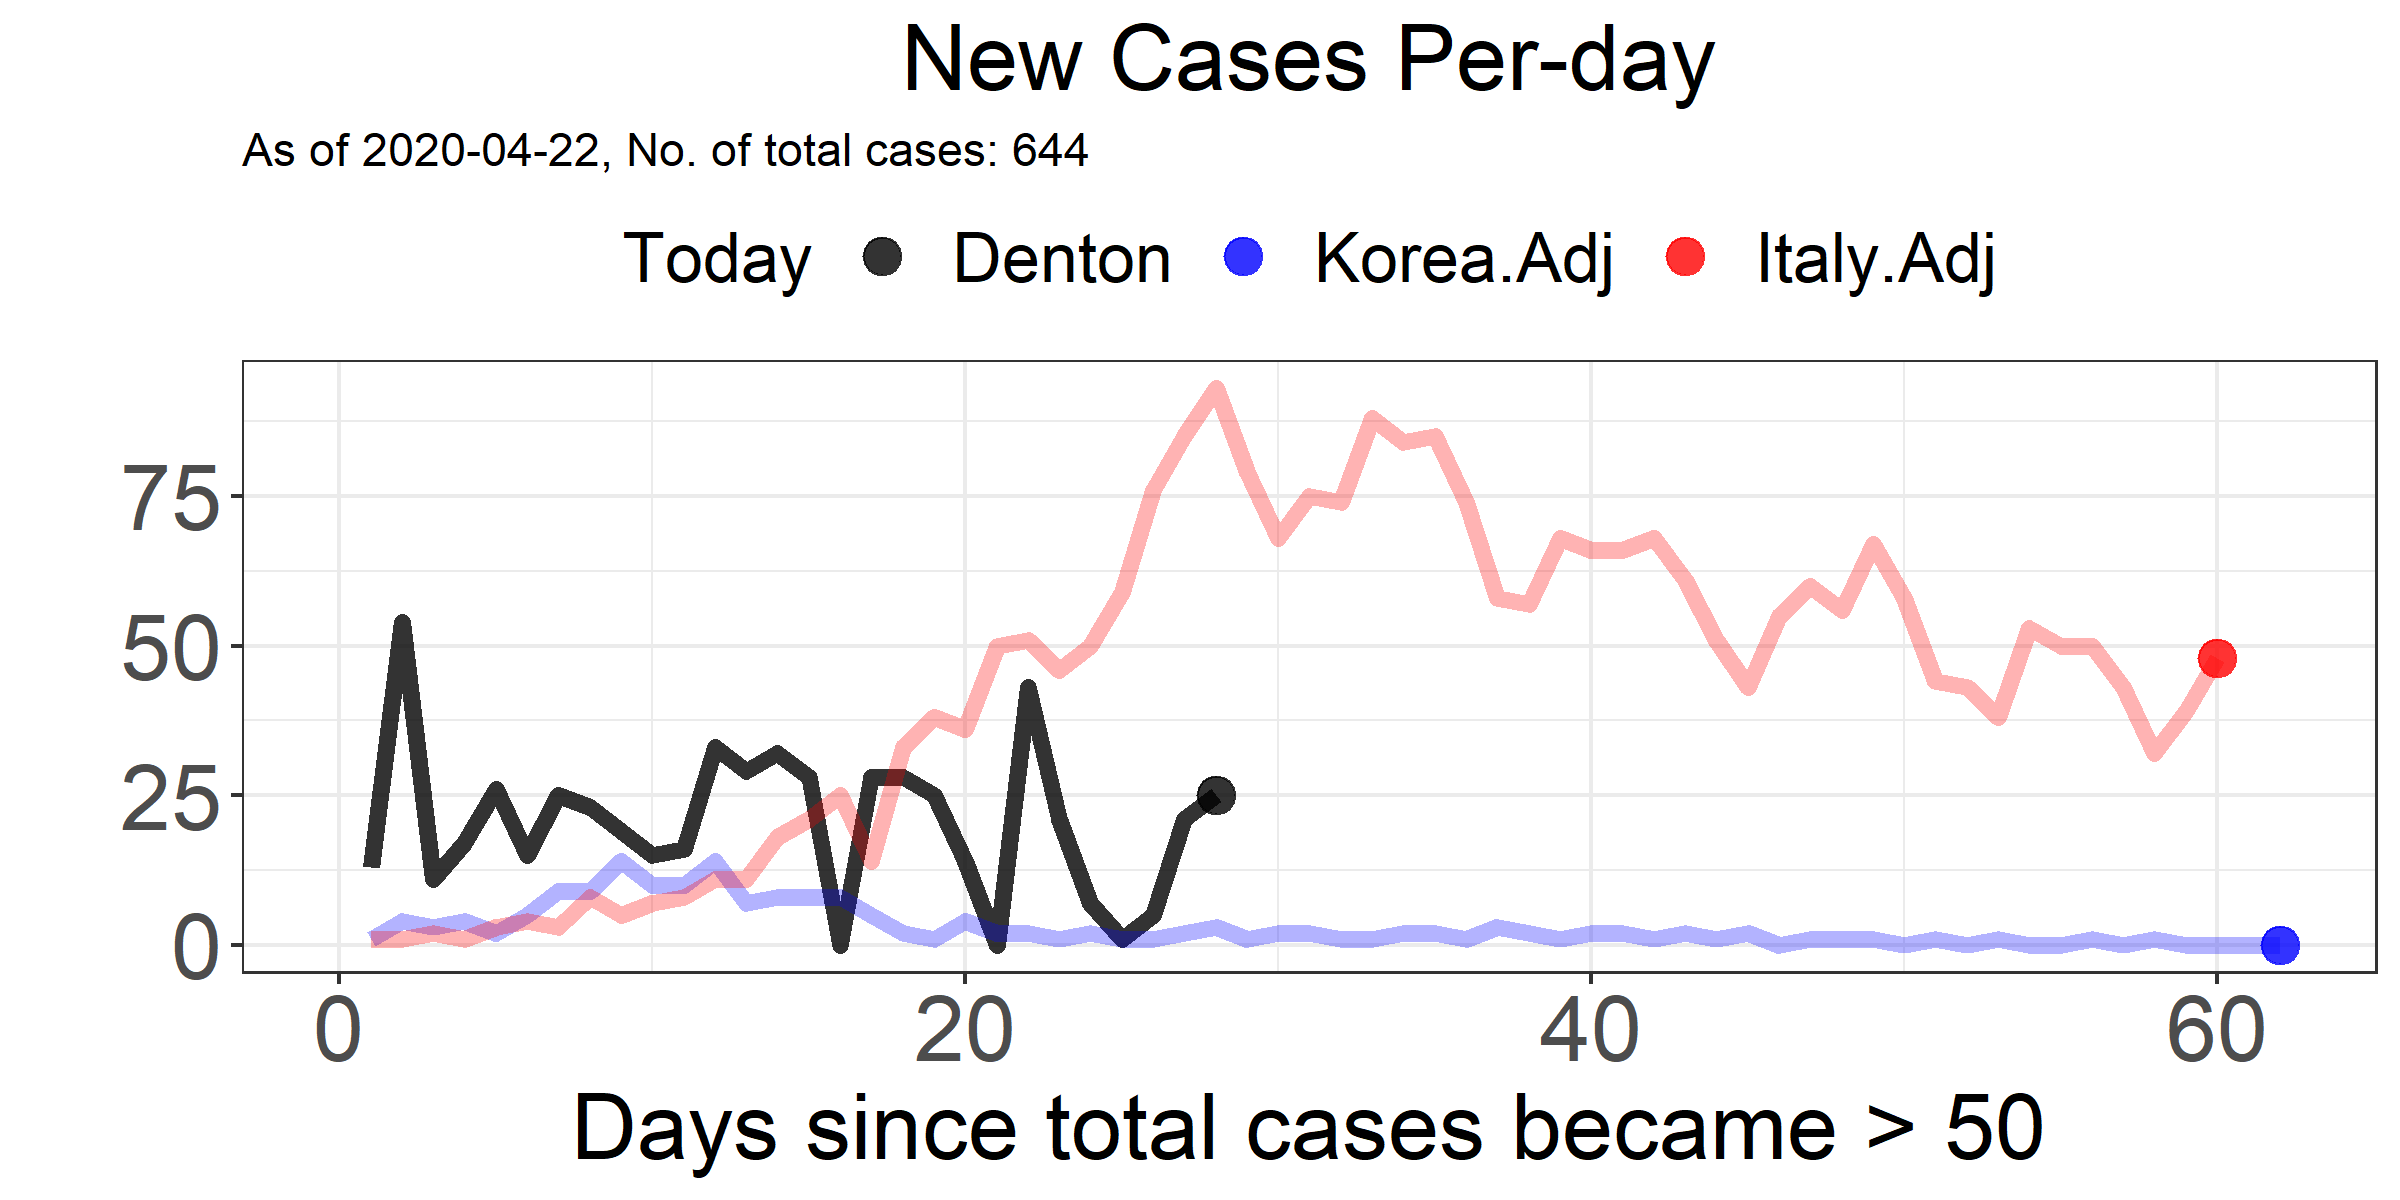 New Cases Per-day
As of 2020-04-22, No. of total cases: 644
Today Denton Korea.Adj Italy.Adj
75
50
25
0
0 20 40 60
Days since total cases became > 50